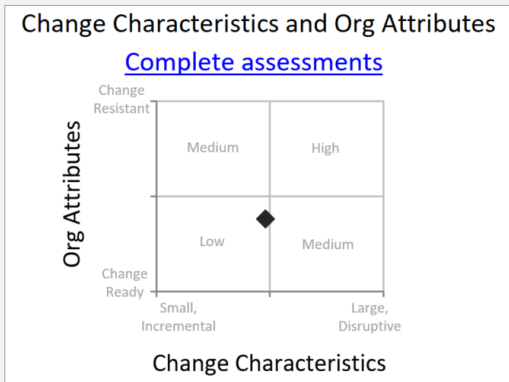 Change Characteristics and Org Attributes
Complete assessments
Change
Resistant
Medium
High
Org Attributes
Low
Medium
Change
Ready
Small,
Incremental
Large,
Disruptive
Change Characteristics